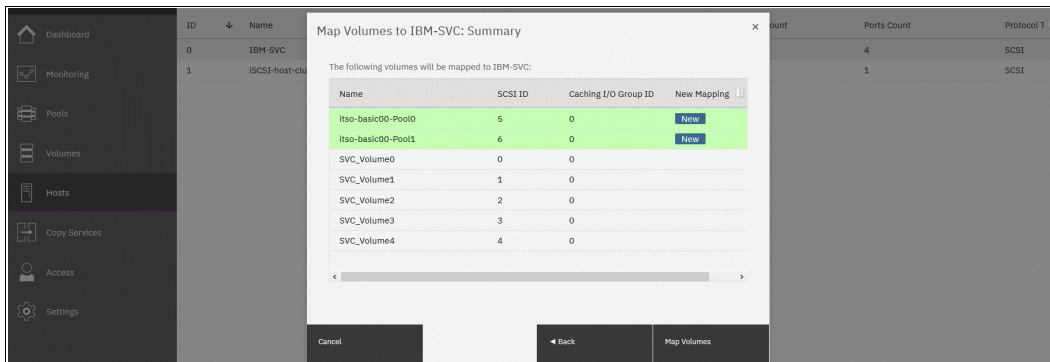 Dashboard
Monitoring
Pools
Volumes
Hosts
Copy Services
Access
Settings
ID Name ount Ports Count Protocol T
0 IBM-SVC 4 SCSI
1 iSCSI-host-clu 1 SCSI
Map Volumes to IBM-SVC: Summary
The following volumes will be mapped to IBM-SVC:
Name SCSI ID Caching I/O Group ID New Mapping
itso-basic00-Pool0 5 0 New
itso-basic00-Pool1 6 0 New
SVC_Volume0 0 0
SVC_Volume1 1 0
SVC_Volume2 2 0
SVC_Volume3 3 0
SVC_Volume4 4 0
Cancel Back Map Volumes